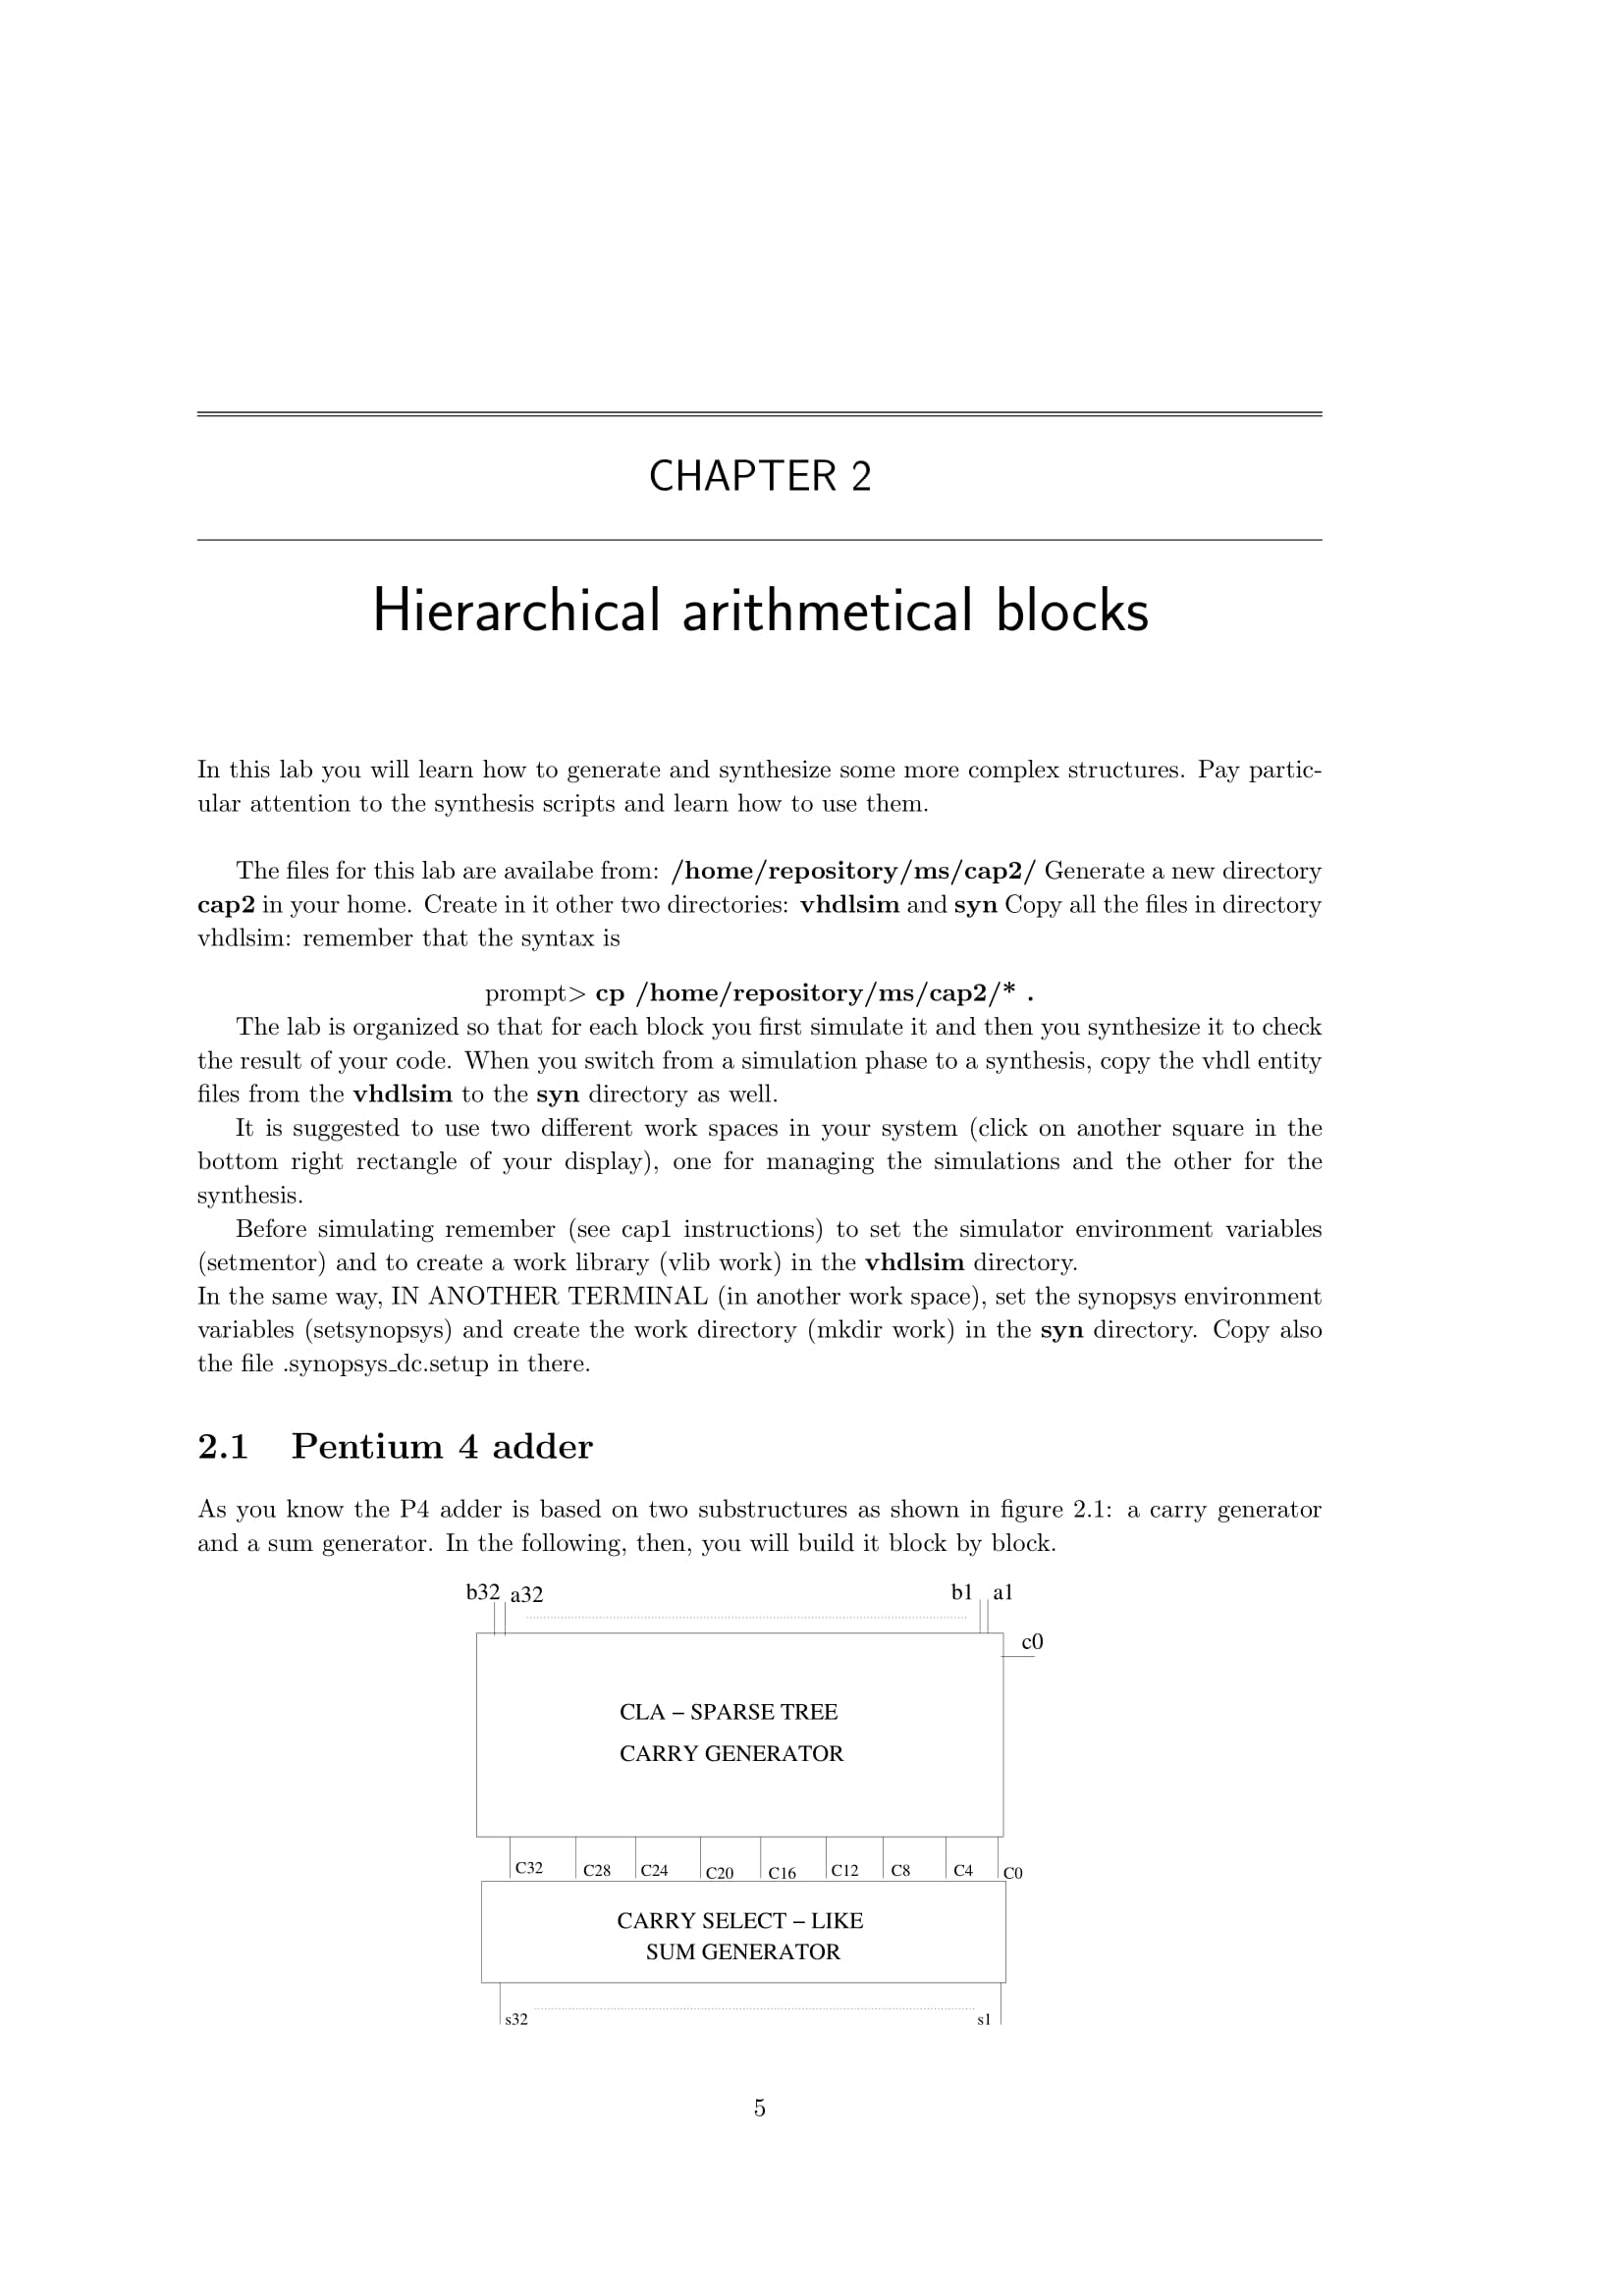 CHAPTER 2
Hierarchical arithmetical blocks
In this lab you will learn how to generate and synthesize some more complex structures. Pay partic-
ular attention to the synthesis scripts and learn how to use them.
The files for this lab are availabe from: /home/repository/ms/cap2/ Generate a new directory
cap2 in your home. Create in it other two directories: vhdlsim and syn Copy all the files in directory
vhdlsim: remember that the syntax is
prompt> cp /home/repository/ms/cap2/* .
The lab is organized so that for each block you first simulate it and then you synthesize it to check
the result of your code. When you switch from a simulation phase to a synthesis, copy the vhdl entity
files from the vhdlsim to the syn directory as well.
It is suggested to use two different work spaces in your system (click on another square in the
bottom right rectangle of your display), one for managing the simulations and the other for the
synthesis.
Before simulating remember (see cap1 instructions) to set the simulator environment variables
(setmentor) and to create a work library (vlib work) in the vhdlsim directory.
In the same way, IN ANOTHER TERMINAL (in another work space), set the synopsys environment
variables (setsynopsys) and create the work directory (mkdir work) in the syn directory. Copy also
the file .synopsys_dc.setup in there.
2.1 Pentium 4 adder
As you know the P4 adder is based on two substructures as shown in figure 2.1: a carry generator
and a sum generator. In the following, then, you will build it block by block.
b32 a32 b1 a1
c0
CLA – SPARSE TREE
CARRY GENERATOR
C32 C28 C24 C20 C16 C12 C8 C4 C0
CARRY SELECT – LIKE
SUM GENERATOR
s32 s1
5